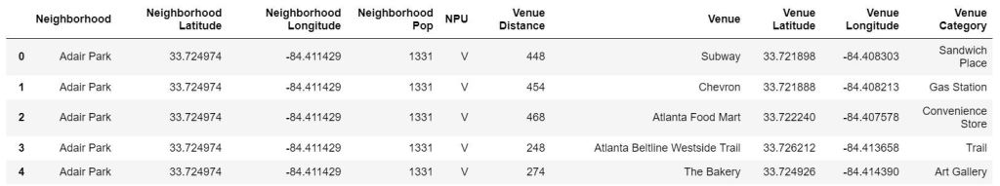 Neighborhood Neighborhood Latitude Neighborhood Longitude Neighborhood Pop NPU Venue Distance Venue Venue Latitude Venue Longitude Venue Category
0 Adair Park 33.724974 -84.411429 1331 V 448 Subway 33.721898 -84.408303 Sandwich Place
1 Adair Park 33.724974 -84.411429 1331 V 454 Chevron 33.721888 -84.408213 Gas Station
2 Adair Park 33.724974 -84.411429 1331 V 468 Atlanta Food Mart 33.722240 -84.407578 Convenience Store
3 Adair Park 33.724974 -84.411429 1331 V 248 Atlanta Beltline Westside Trail 33.726212 -84.413658 Trail
4 Adair Park 33.724974 -84.411429 1331 V 274 The Bakery 33.724926 -84.414390 Art Gallery